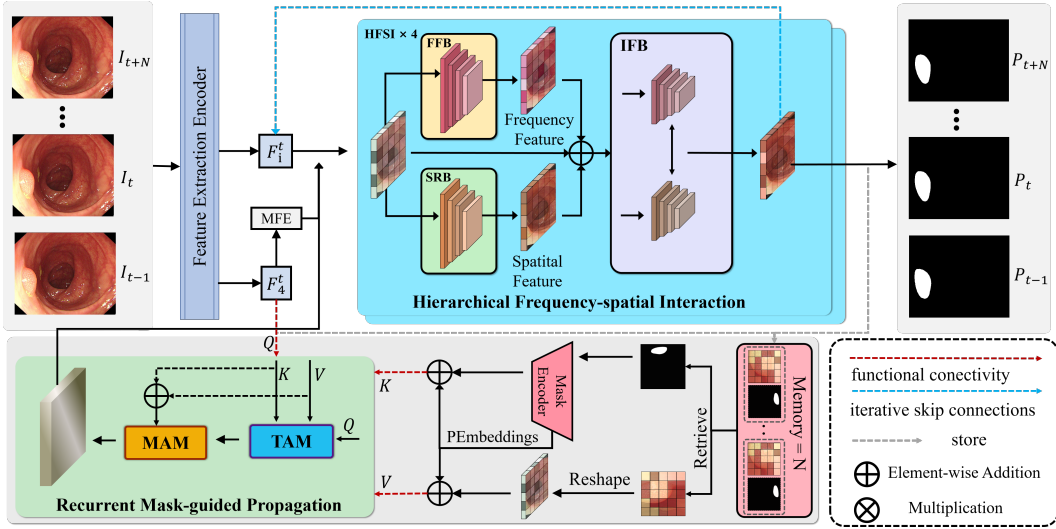 I_{t+N}
I_t
I_{t-1}
Feature Extraction Encoder
F_i^t
MFE
F_4^t
Q
HFSI × 4
FFB
Frequency
Feature
SRB
Spatital
Feature
IFB
Hierarchical Frequency-spatial Interaction
P_{t+N}
P_t
P_{t-1}
K
V
Q
MAM
TAM
Recurrent Mask-guided Propagation
K
V
Mask
Encoder
PEmbeddings
Reshape
Retrieve
Memory = N
functional conectivity
iterative skip connections
store
Element-wise Addition
Multiplication